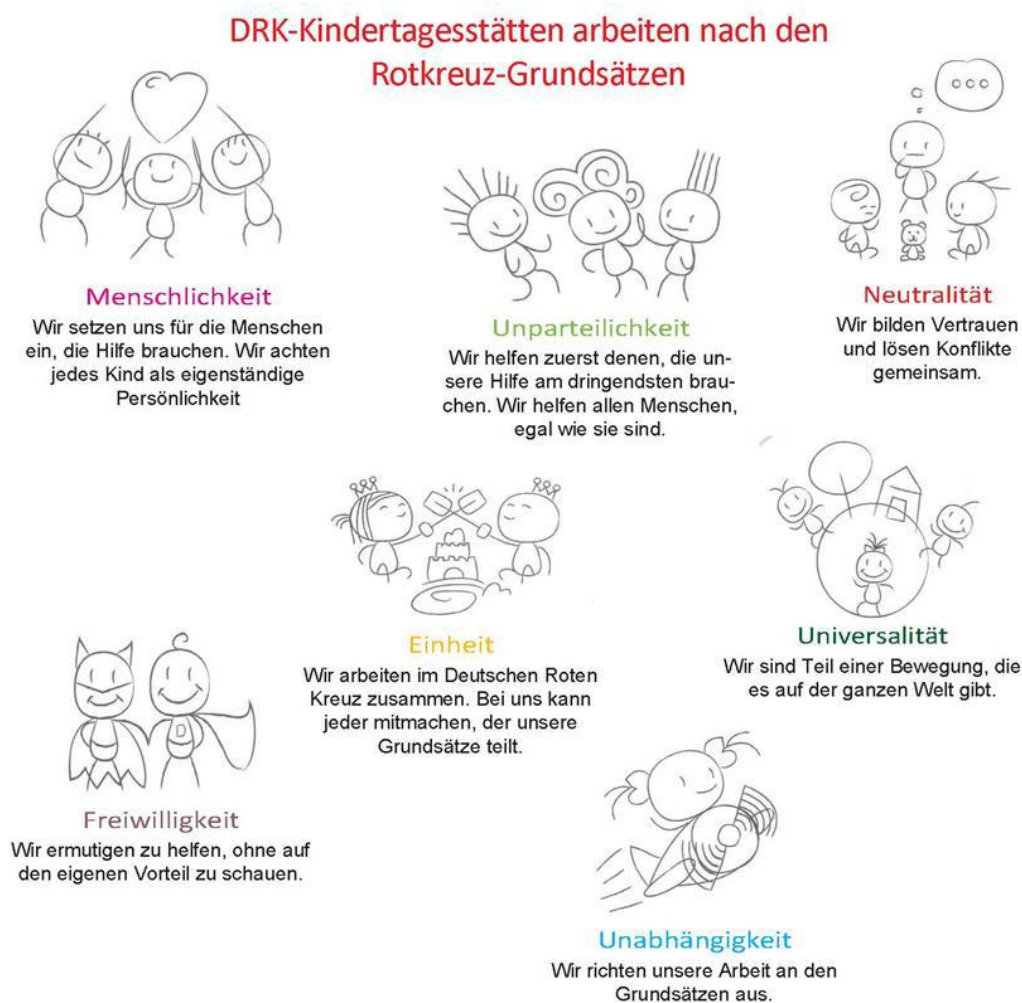 DRK-Kindertagesstätten arbeiten nach den
Rotkreuz-Grundsätzen
Menschlichkeit
Wir setzen uns für die Menschen
ein, die Hilfe brauchen. Wir achten
jedes Kind als eigenständige
Persönlichkeit
Unparteilichkeit
Wir helfen zuerst denen, die un-
sere Hilfe am dringendsten brau-
chen. Wir helfen allen Menschen,
egal wie sie sind.
Neutralität
Wir bilden Vertrauen
und lösen Konflikte
gemeinsam.
Einheit
Wir arbeiten im Deutschen Roten
Kreuz zusammen. Bei uns kann
jeder mitmachen, der unsere
Grundsätze teilt.
Universalität
Wir sind Teil einer Bewegung, die
es auf der ganzen Welt gibt.
D
Freiwilligkeit
Wir ermutigen zu helfen, ohne auf
den eigenen Vorteil zu schauen.
Unabhängigkeit
Wir richten unsere Arbeit an den
Grundsätzen aus.